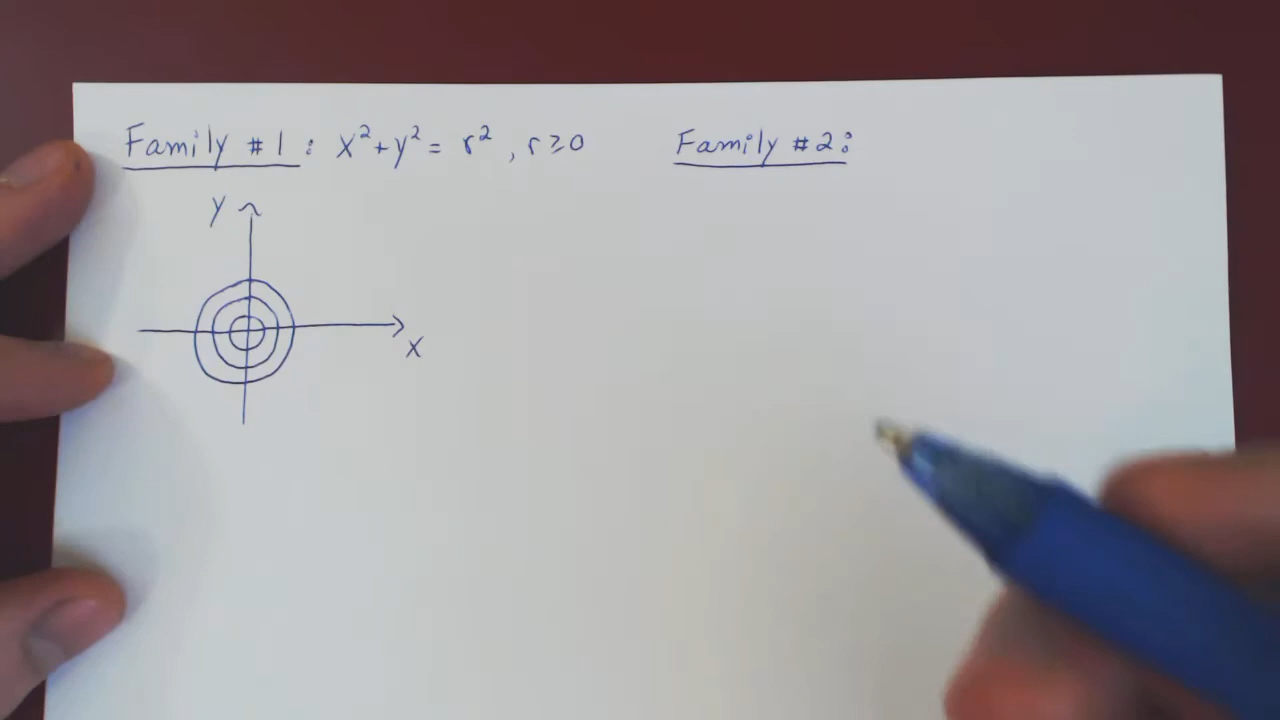 Family #1: x²+y²= r², r≥0
Family #2:
y
x